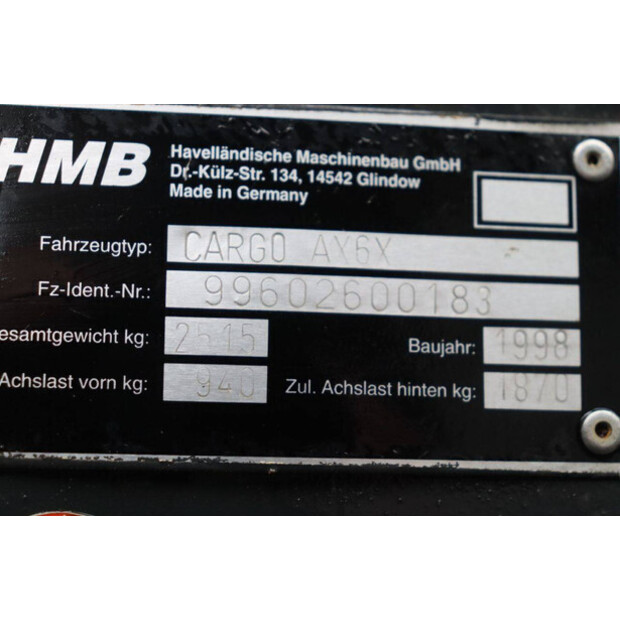 HMB
Havelländische Maschinenbau GmbH
Dr.-Külz-Str. 134, 14542 Glindow
Made in Germany
Fahrzeugtyp: CARGO AX6X
Fz-Ident.-Nr.: 99602600183
esamtgewicht kg: 2515 Baujahr: 1998
Achslast vorn kg: 940 Zul. Achslast hinten kg: 1870